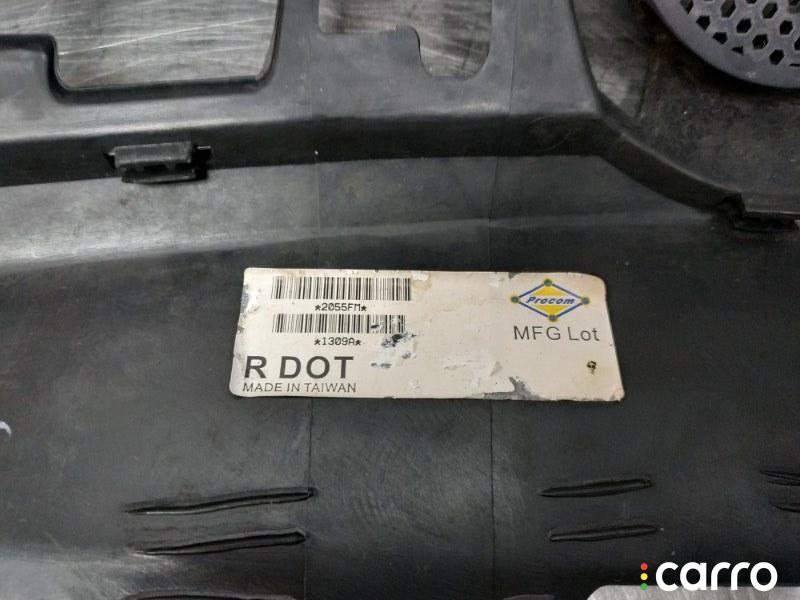 *2055FM*
*1309A*
R DOT
MADE IN TAIWAN
Procom
MFG Lot
carro